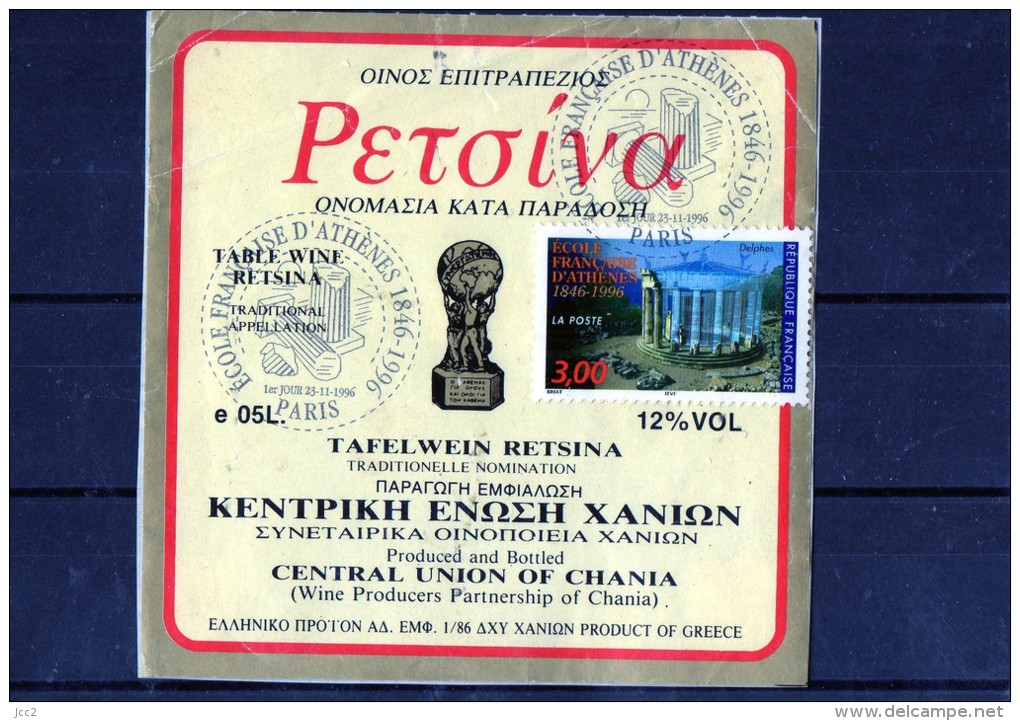 ΟΙΝΟΣ ΕΠΙΤΡΑΠΕΖΙΟΣ
Ρετσίνα
ΟΝΟΜΑΣΙΑ ΚΑΤΑ ΠΑΡΑΔΟΣΗ
ÉCOLE FRANÇAISE D'ATHÈNES 1846-1996
1er JOUR 23-11-1996
PARIS
TABLE WINE
RETSINA
TRADITIONAL
APPELLATION
ÉCOLE FRANÇAISE D'ATHÈNES 1846-1996
1er JOUR 23-11-1996
PARIS
ÉCOLE
FRANÇAISE
D'ATHÈNES
1846-1996
Delphes
RÉPUBLIQUE FRANÇAISE
LA POSTE
3,00
ITVF
e 05L.
12%VOL
TAFELWEIN RETSINA
TRADITIONELLE NOMINATION
ΠΑΡΑΓΩΓΗ ΕΜΦΙΑΛΩΣΗ
ΚΕΝΤΡΙΚΗ ΕΝΩΣΗ ΧΑΝΙΩΝ
ΣΥΝΕΤΑΙΡΙΚΑ ΟΙΝΟΠΟΙΕΙΑ ΧΑΝΙΩΝ
Produced and Bottled
CENTRAL UNION OF CHANIA
(Wine Producers Partnership of Chania)
ΕΛΛΗΝΙΚΟ ΠΡΟΪΟΝ ΑΔ. ΕΜΦ. 1/86 ΔΧΥ ΧΑΝΙΩΝ PRODUCT OF GREECE
jcc2
delcampe.net